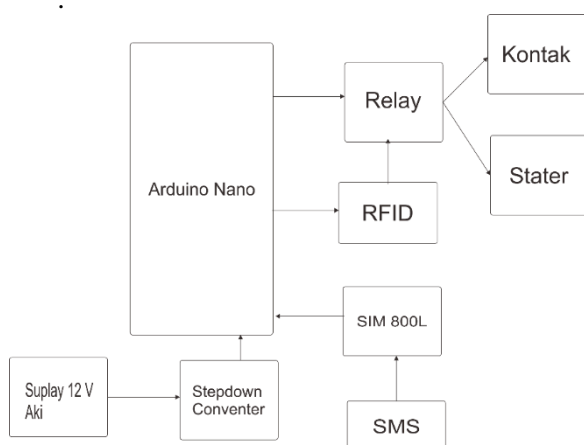 Kontak
Relay
Arduino Nano
Stater
RFID
SIM 800L
Suplay 12 V
Aki
Stepdown
Conventer
SMS